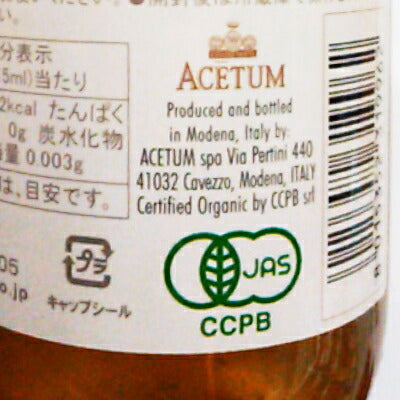 分表示
5ml)当たり
2kcal たんぱく
0g 炭水化物
量 0.003g
は、目安です。
05
o.jp
プラ
キャップシール
ACETUM
Produced and bottled
in Modena, Italy by:
ACETUM spa Via Pertini 440
41032 Cavezzo, Modena, ITALY
Certified Organic by CCPB srl
JAS
CCPB